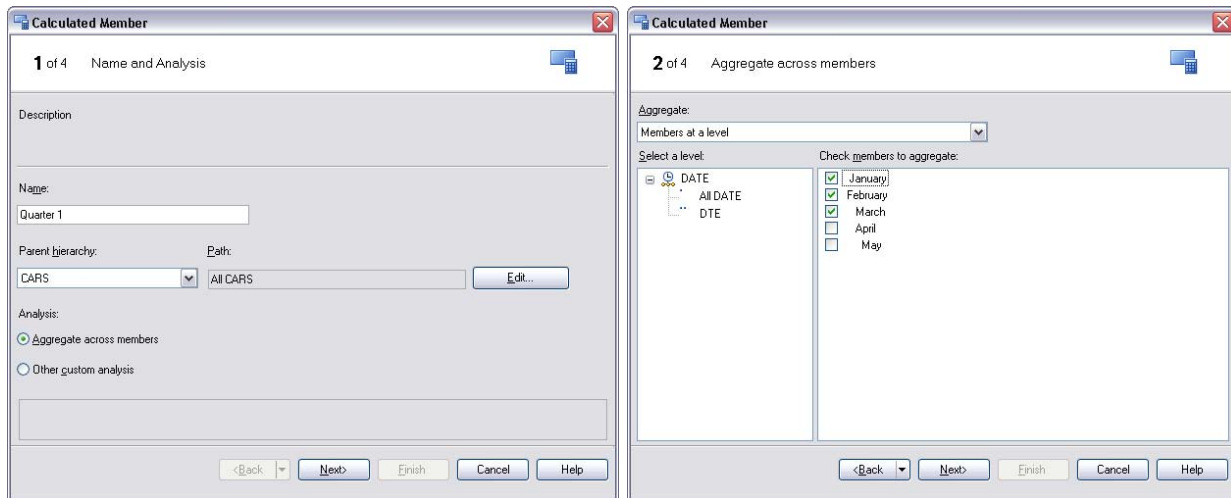 Calculated Member
1 of 4 Name and Analysis
Description
Name:
Quarter 1
Parent hierarchy: Path:
CARS All CARS Edit...
Analysis:
Aggregate across members
Other custom analysis
<Back Next> Finish Cancel Help
Calculated Member
2 of 4 Aggregate across members
Aggregate:
Members at a level
Select a level: Check members to aggregate:
DATE January
All DATE February
DTE March
April
May
<Back Next> Finish Cancel Help